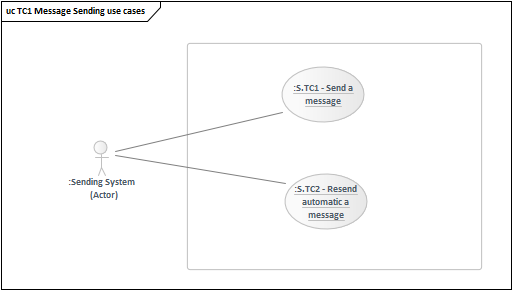 uc TC1 Message Sending use cases
:S.TC1 - Send a
message
:Sending System
(Actor)
:S.TC2 - Resend
automatic a
message